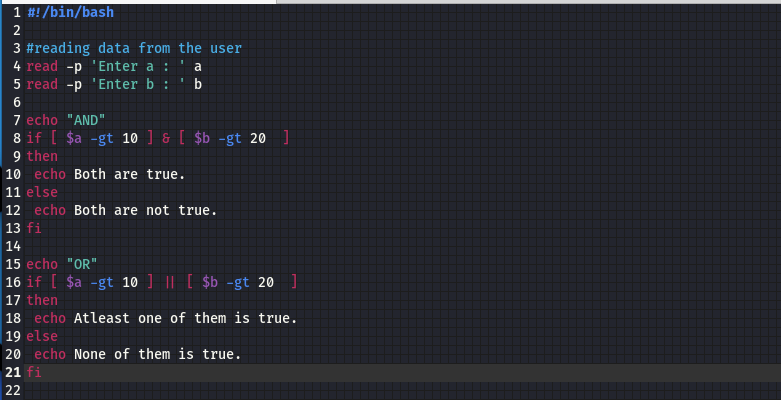 1 #!/bin/bash
2
3 #reading data from the user
4 read -p 'Enter a : ' a
5 read -p 'Enter b : ' b
6
7 echo "AND"
8 if [ $a -gt 10 ] & [ $b -gt 20  ]
9 then
10  echo Both are true.
11 else
12  echo Both are not true.
13 fi
14
15 echo "OR"
16 if [ $a -gt 10 ] || [ $b -gt 20  ]
17 then
18  echo Atleast one of them is true.
19 else
20  echo None of them is true.
21 fi
22